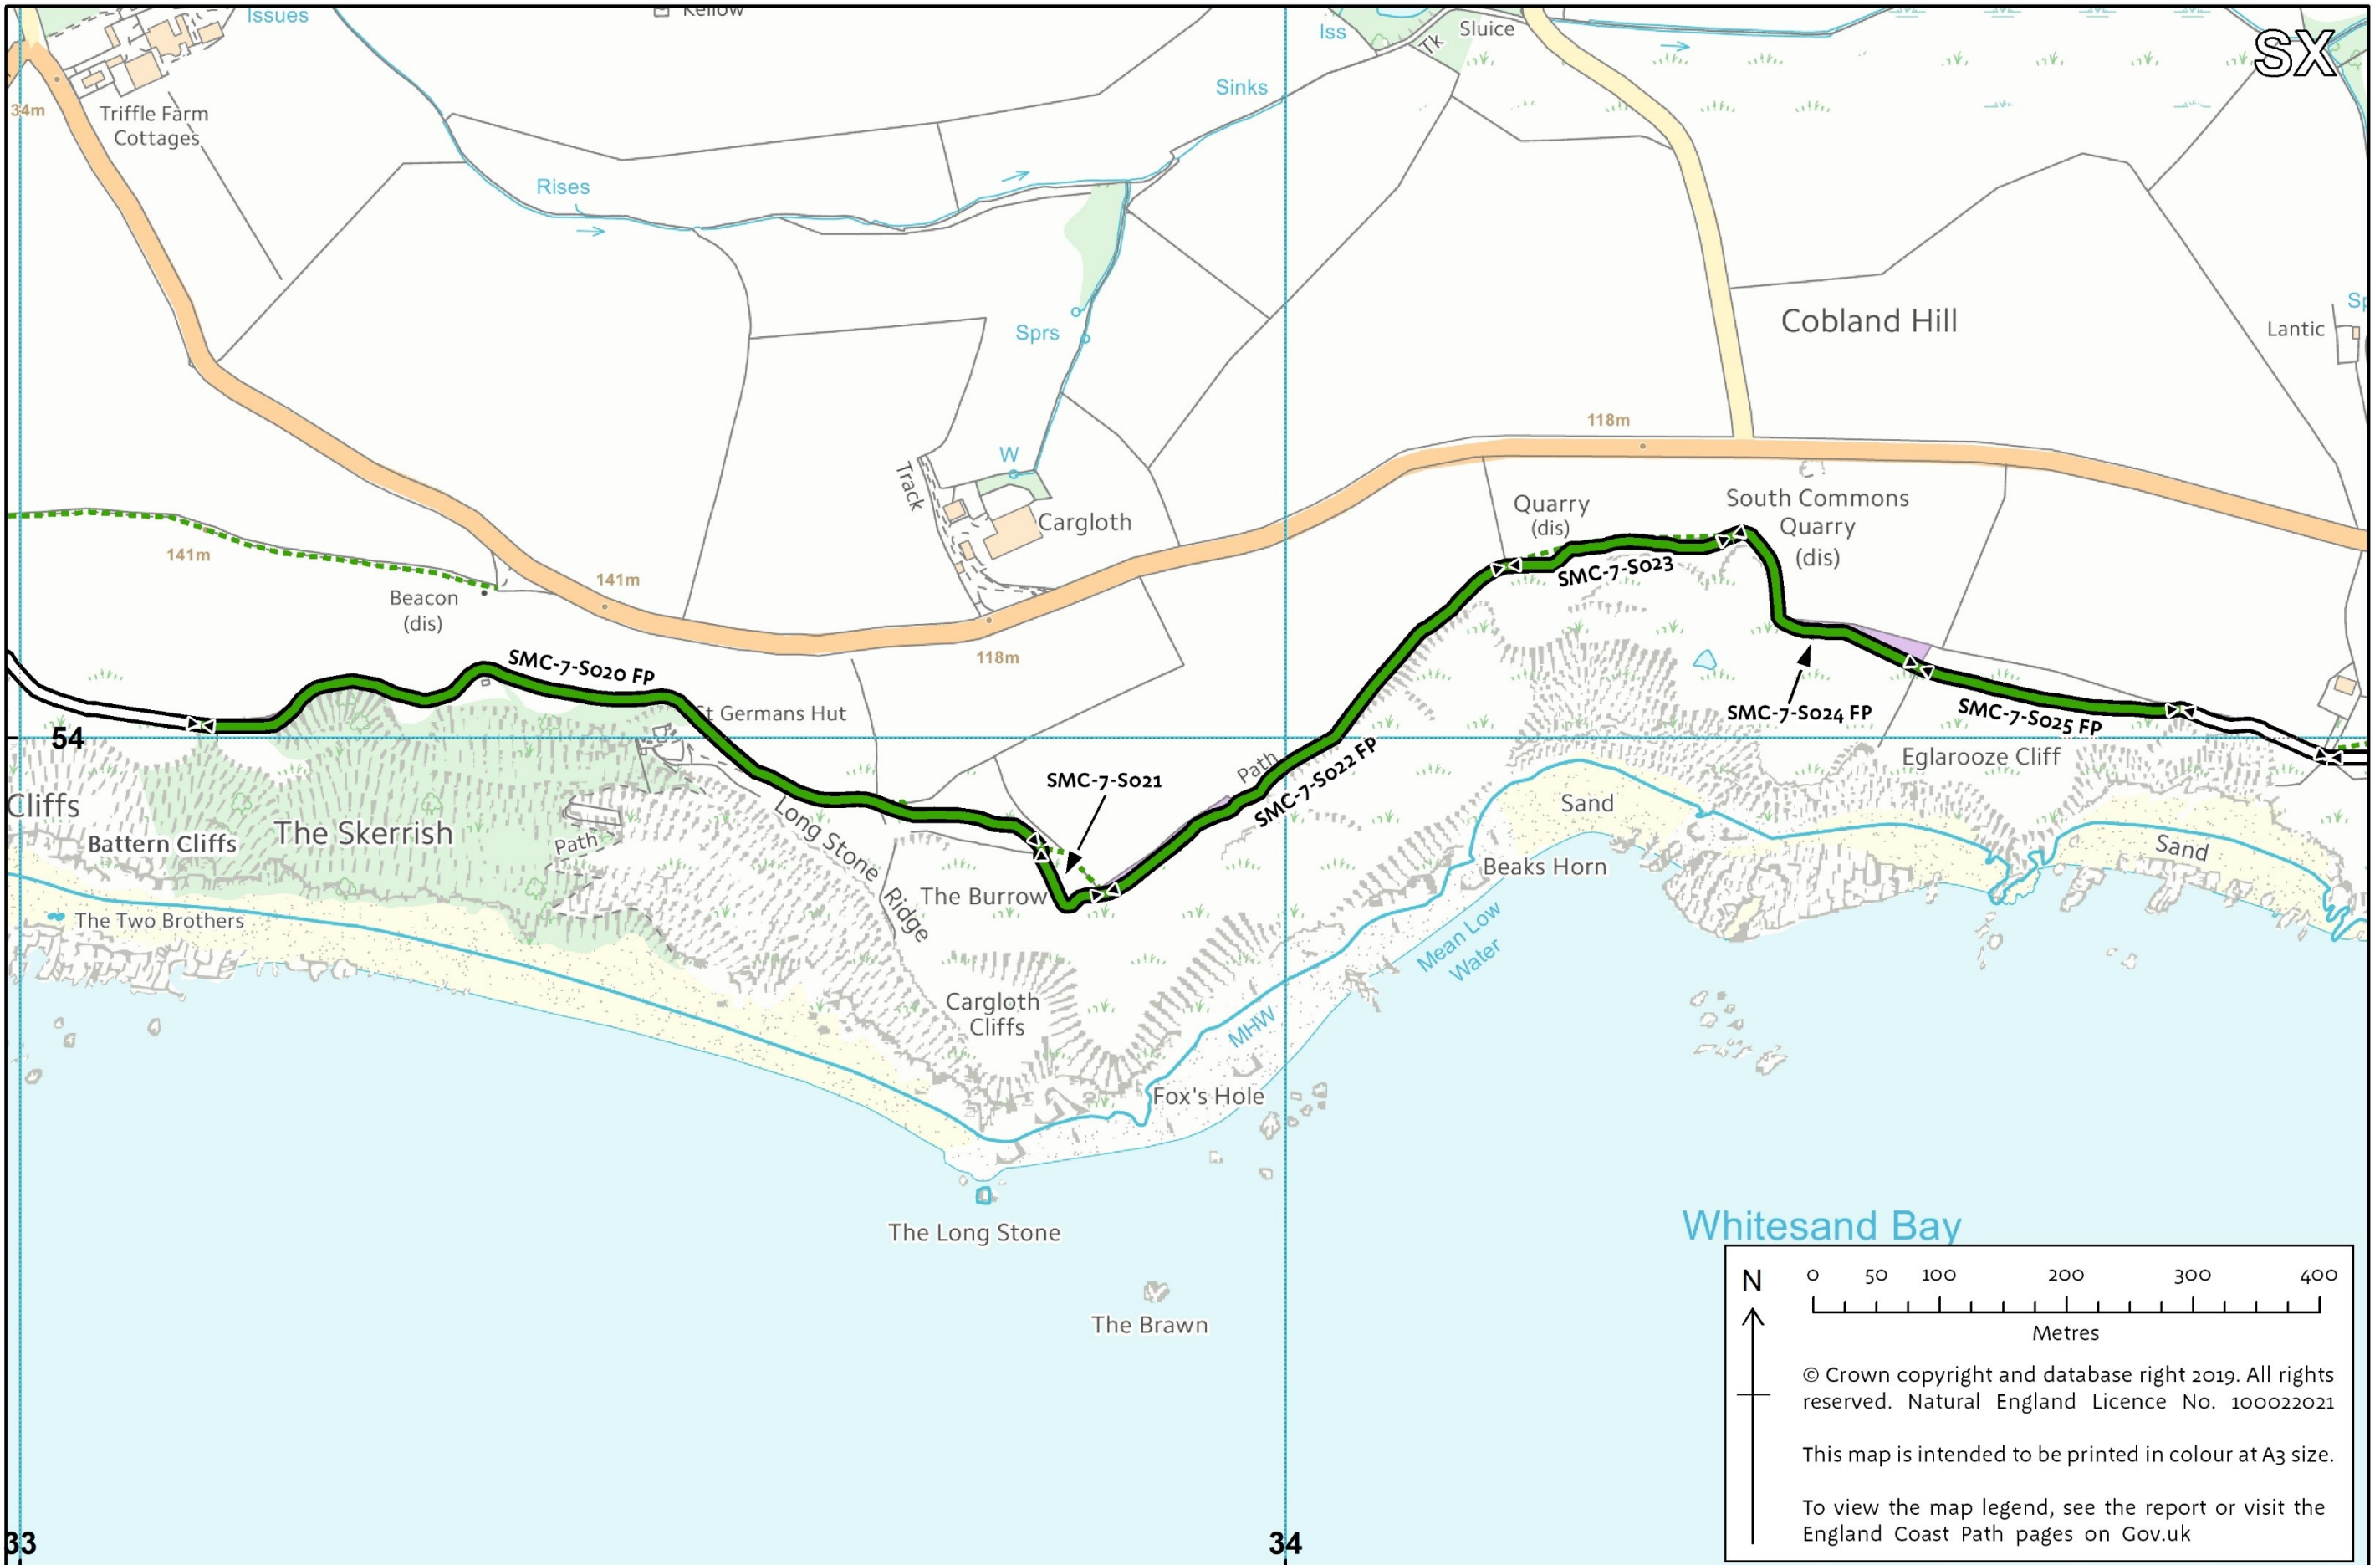 Issues
Kellow
Iss
Tk
Sluice
SX
34m
Triffle Farm
Cottages
Sinks
Rises
Sprs
Cobland Hill
Lantic
118m
W
Track
Cargloth
Quarry
(dis)
South Commons
Quarry
(dis)
141m
141m
Beacon
(dis)
118m
SMC-7-S023
SMC-7-S020 FP
St Germans Hut
SMC-7-S024 FP
SMC-7-S025 FP
54
Path
SMC-7-S021
SMC-7-S022 FP
Eglarooze Cliff
Cliffs
Battern Cliffs
The Skerrish
Path
Long Stone Ridge
Sand
Sand
Beaks Horn
The Burrow
The Two Brothers
Mean Low
Water
Cargloth
Cliffs
MHW
Fox's Hole
The Long Stone
The Brawn
Whitesand Bay
N
0 50 100 200 300 400
Metres
© Crown copyright and database right 2019. All rights
reserved. Natural England Licence No. 100022021
This map is intended to be printed in colour at A3 size.
To view the map legend, see the report or visit the
England Coast Path pages on Gov.uk
33
34